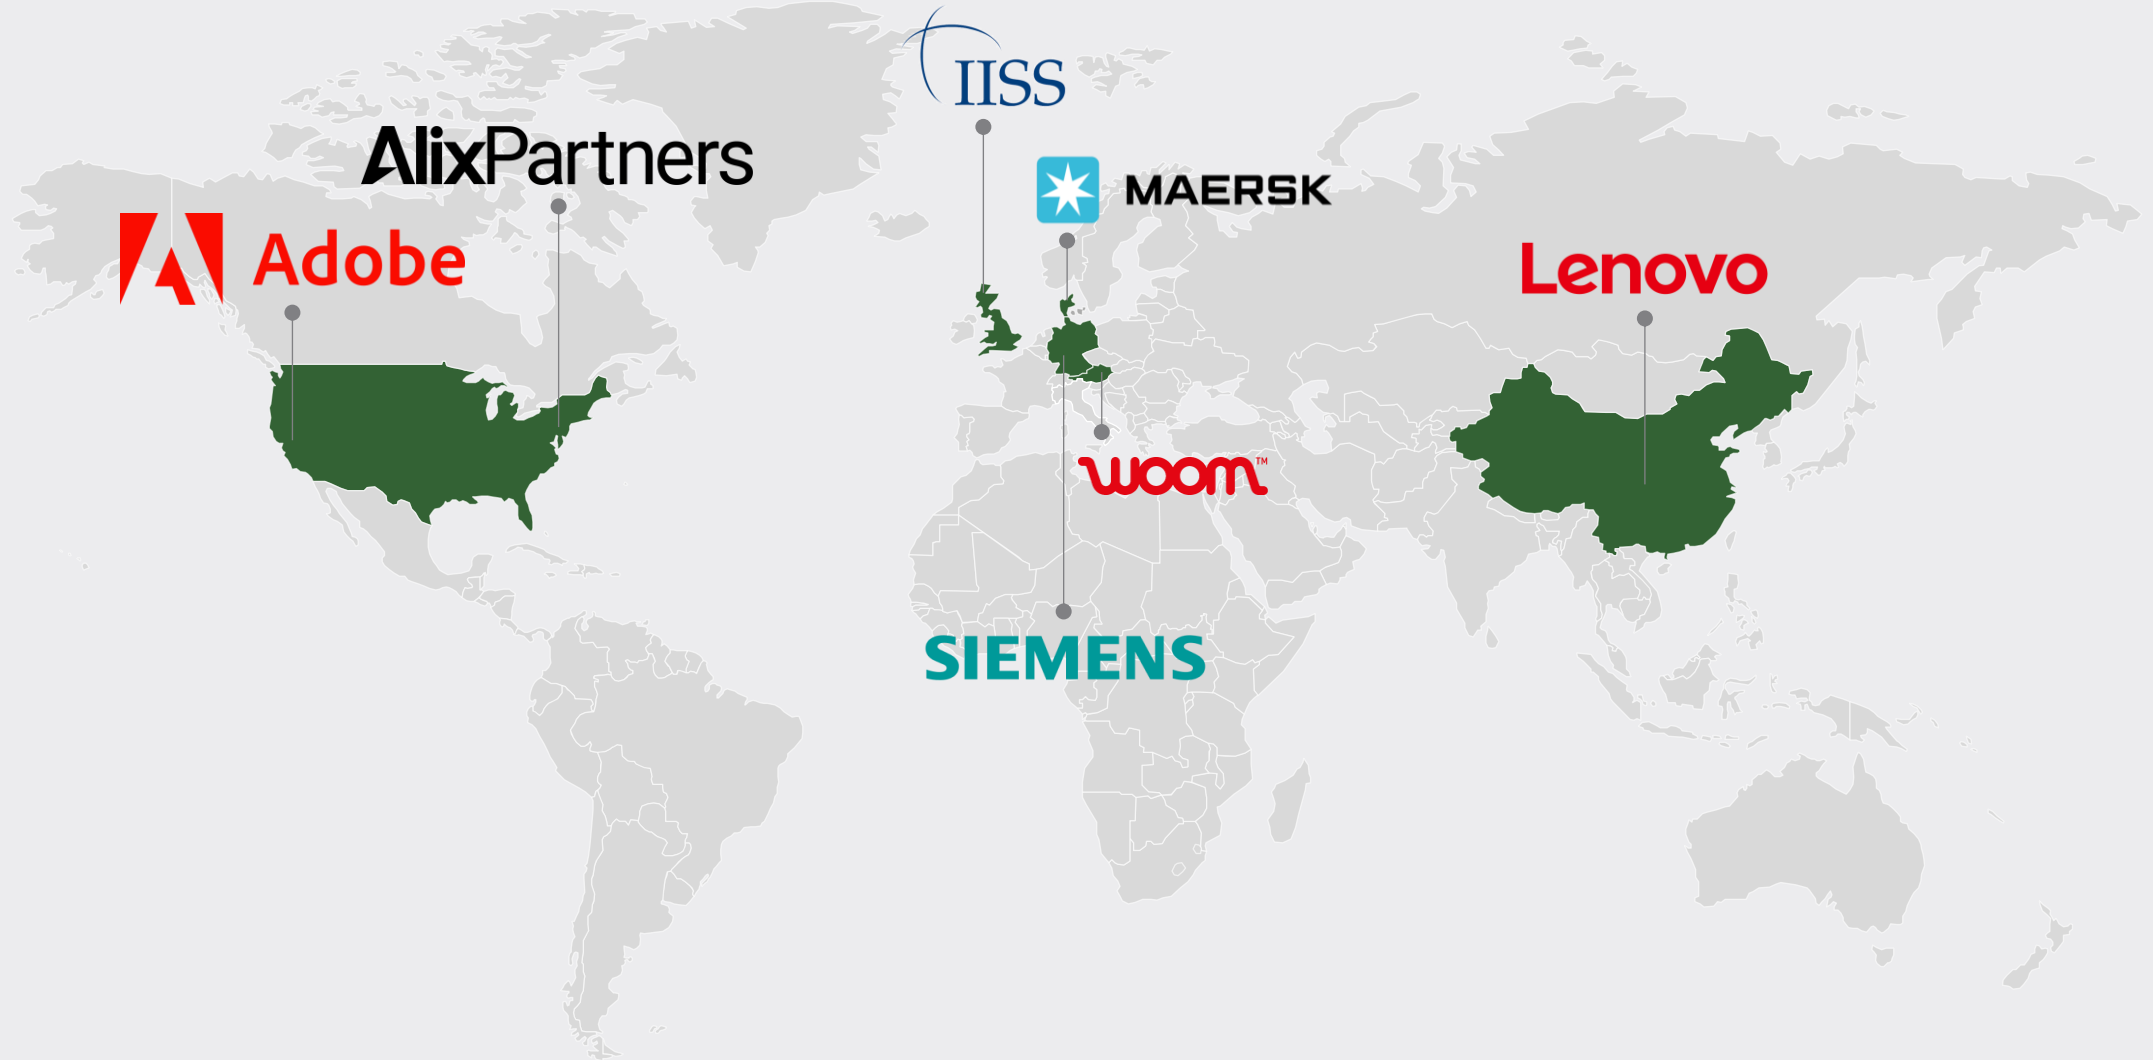 IISS
AlixPartners
MAERSK
Adobe
Lenovo
woom™
SIEMENS